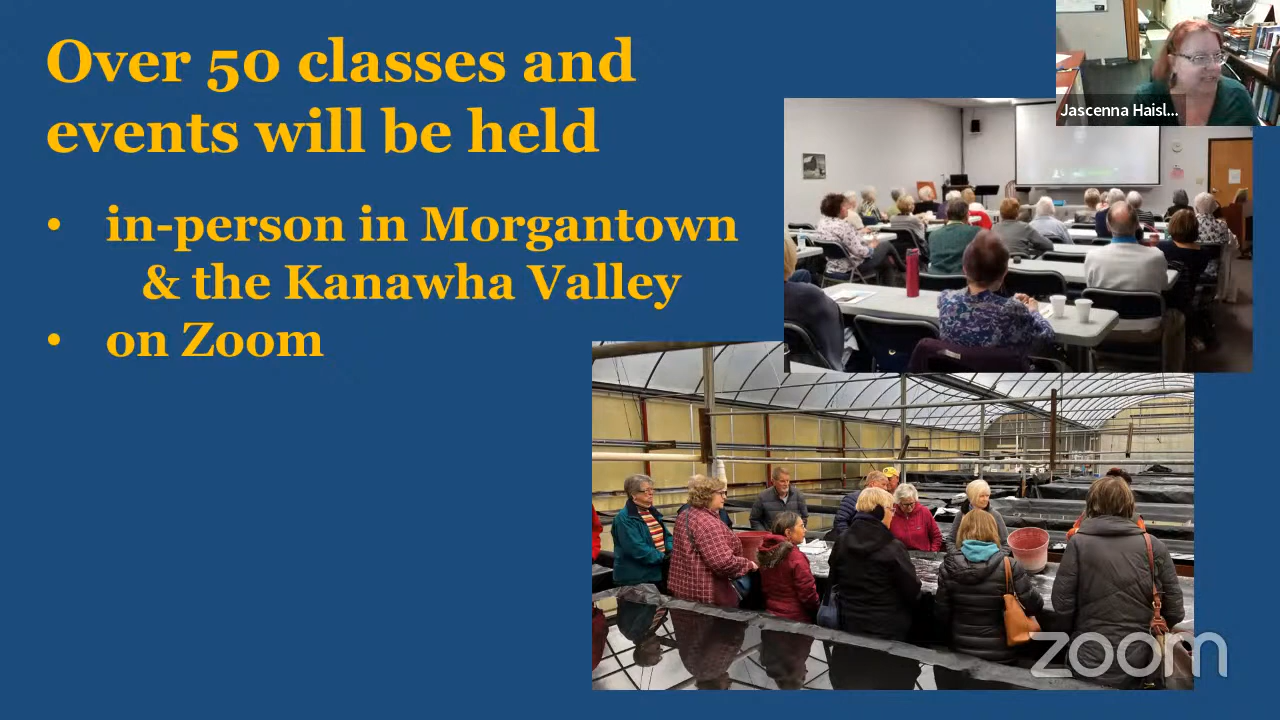 Over 50 classes and
events will be held
• in-person in Morgantown
& the Kanawha Valley
• on Zoom
Jascenna Haisl...
zoom